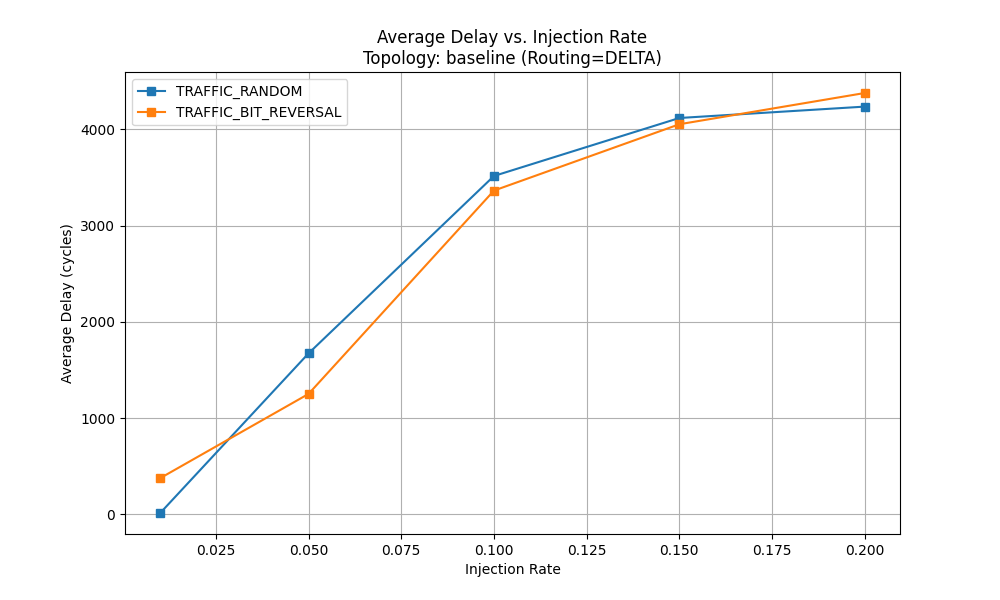 Average Delay vs. Injection Rate
Topology: baseline (Routing=DELTA)
TRAFFIC_RANDOM
TRAFFIC_BIT_REVERSAL
4000
3000
2000
1000
0
Average Delay (cycles)
0.025 0.050 0.075 0.100 0.125 0.150 0.175 0.200
Injection Rate